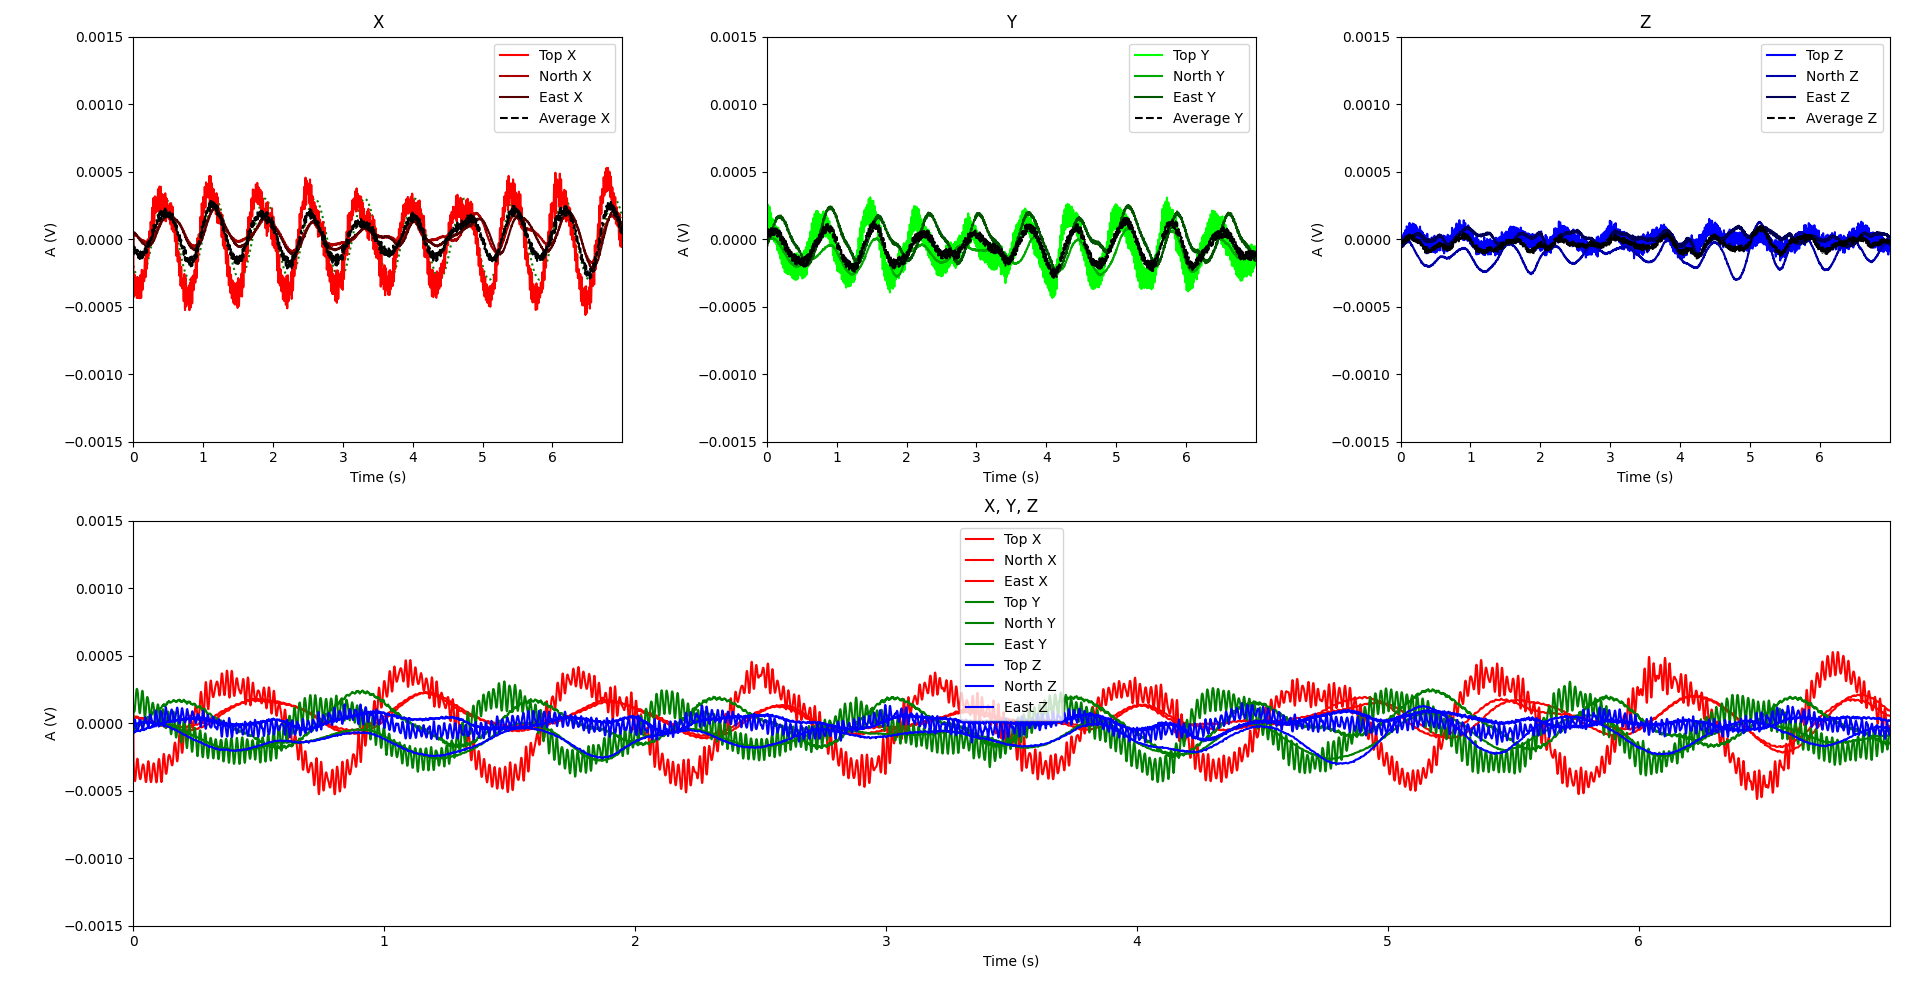 X
0.0015
0.0010
0.0005
0.0000
−0.0005
−0.0010
−0.0015
A (V)
0 1 2 3 4 5 6
Time (s)
Top X
North X
East X
Average X
Y
0.0015
0.0010
0.0005
0.0000
−0.0005
−0.0010
−0.0015
A (V)
0 1 2 3 4 5 6
Time (s)
Top Y
North Y
East Y
Average Y
Z
0.0015
0.0010
0.0005
0.0000
−0.0005
−0.0010
−0.0015
A (V)
0 1 2 3 4 5 6
Time (s)
Top Z
North Z
East Z
Average Z
X, Y, Z
0.0015
0.0010
0.0005
0.0000
−0.0005
−0.0010
−0.0015
A (V)
0 1 2 3 4 5 6
Time (s)
Top X
North X
East X
Top Y
North Y
East Y
Top Z
North Z
East Z